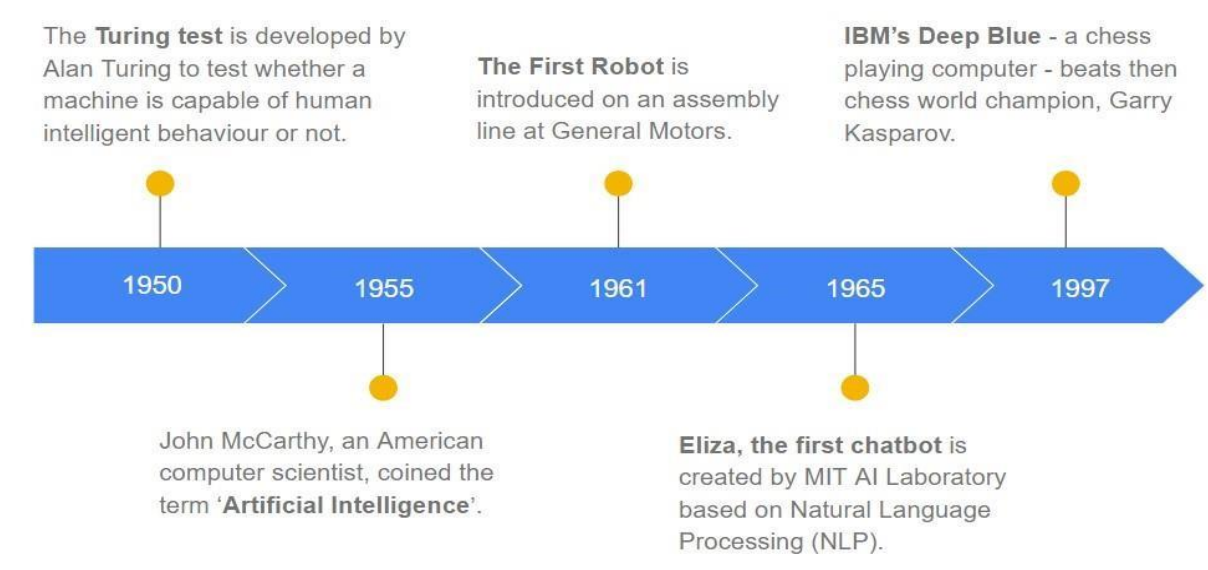 The Turing test is developed by
Alan Turing to test whether a
machine is capable of human
intelligent behaviour or not.
The First Robot is
introduced on an assembly
line at General Motors.
IBM's Deep Blue - a chess
playing computer - beats then
chess world champion, Garry
Kasparov.
1950
1955
1961
1965
1997
John McCarthy, an American
computer scientist, coined the
term ‘Artificial Intelligence’.
Eliza, the first chatbot is
created by MIT AI Laboratory
based on Natural Language
Processing (NLP).